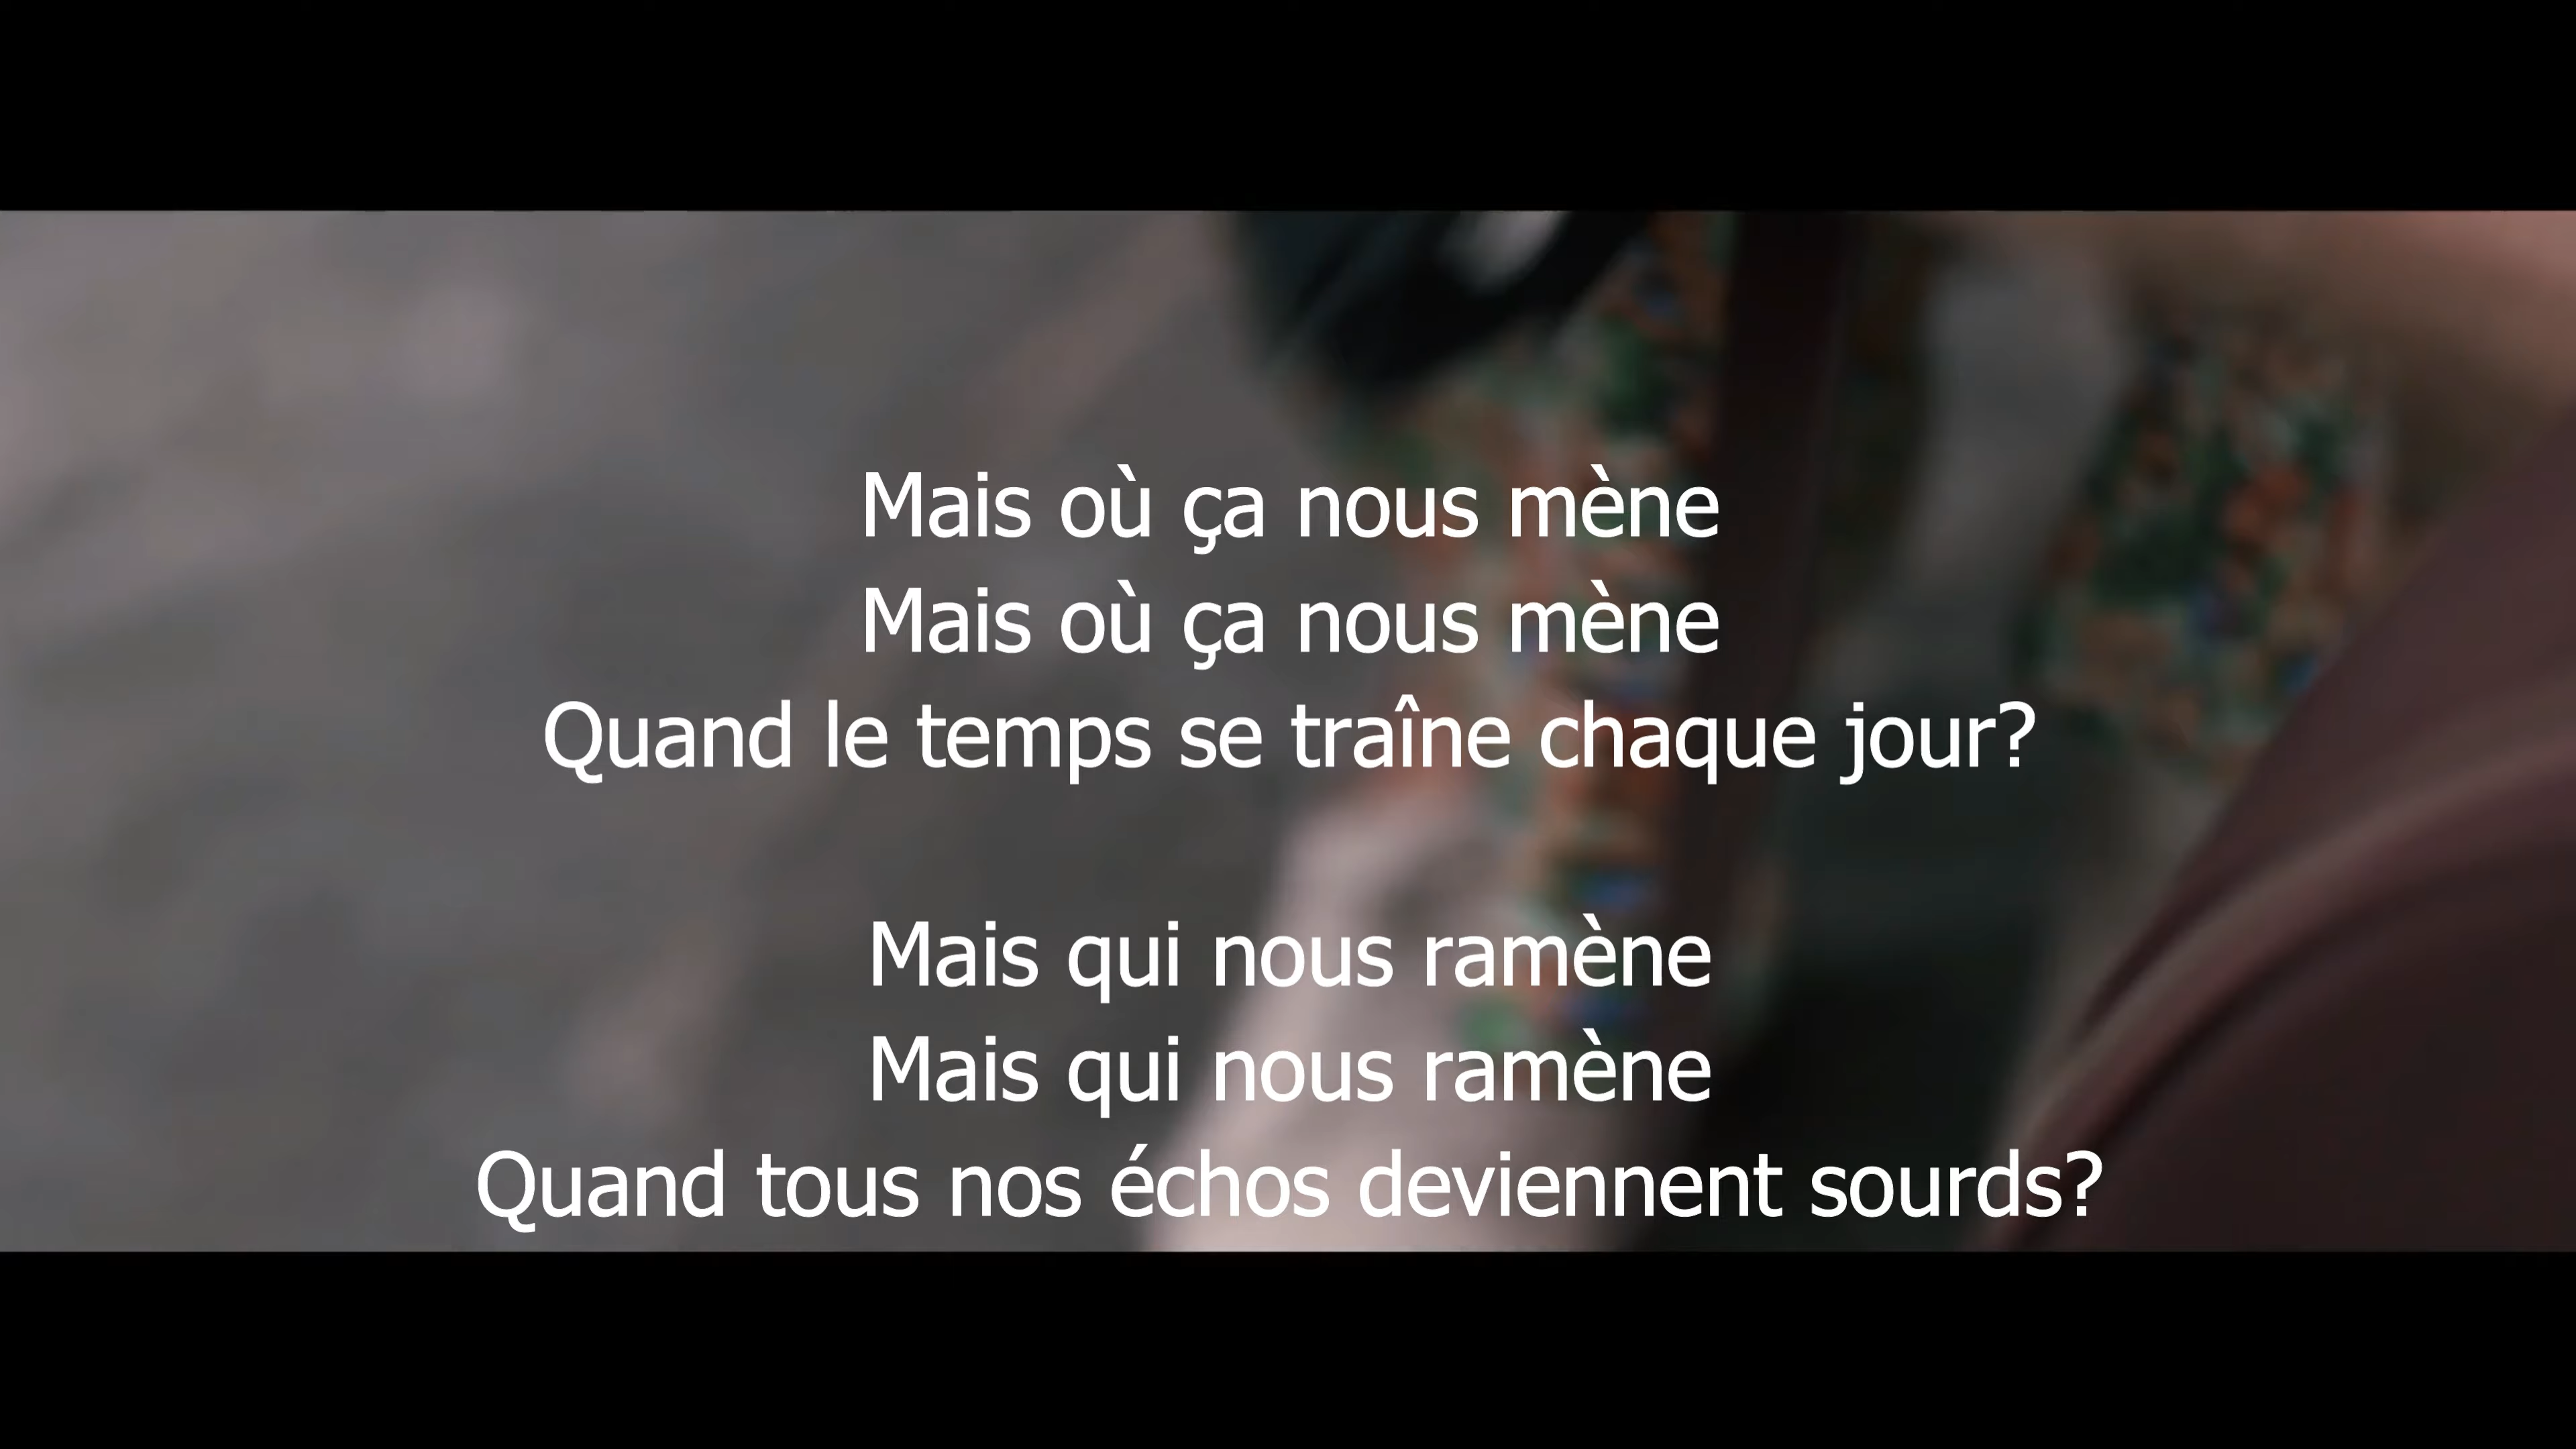 Mais où ça nous mène
Mais où ça nous mène
Quand le temps se traîne chaque jour?
Mais qui nous ramène
Mais qui nous ramène
Quand tous nos échos deviennent sourds?